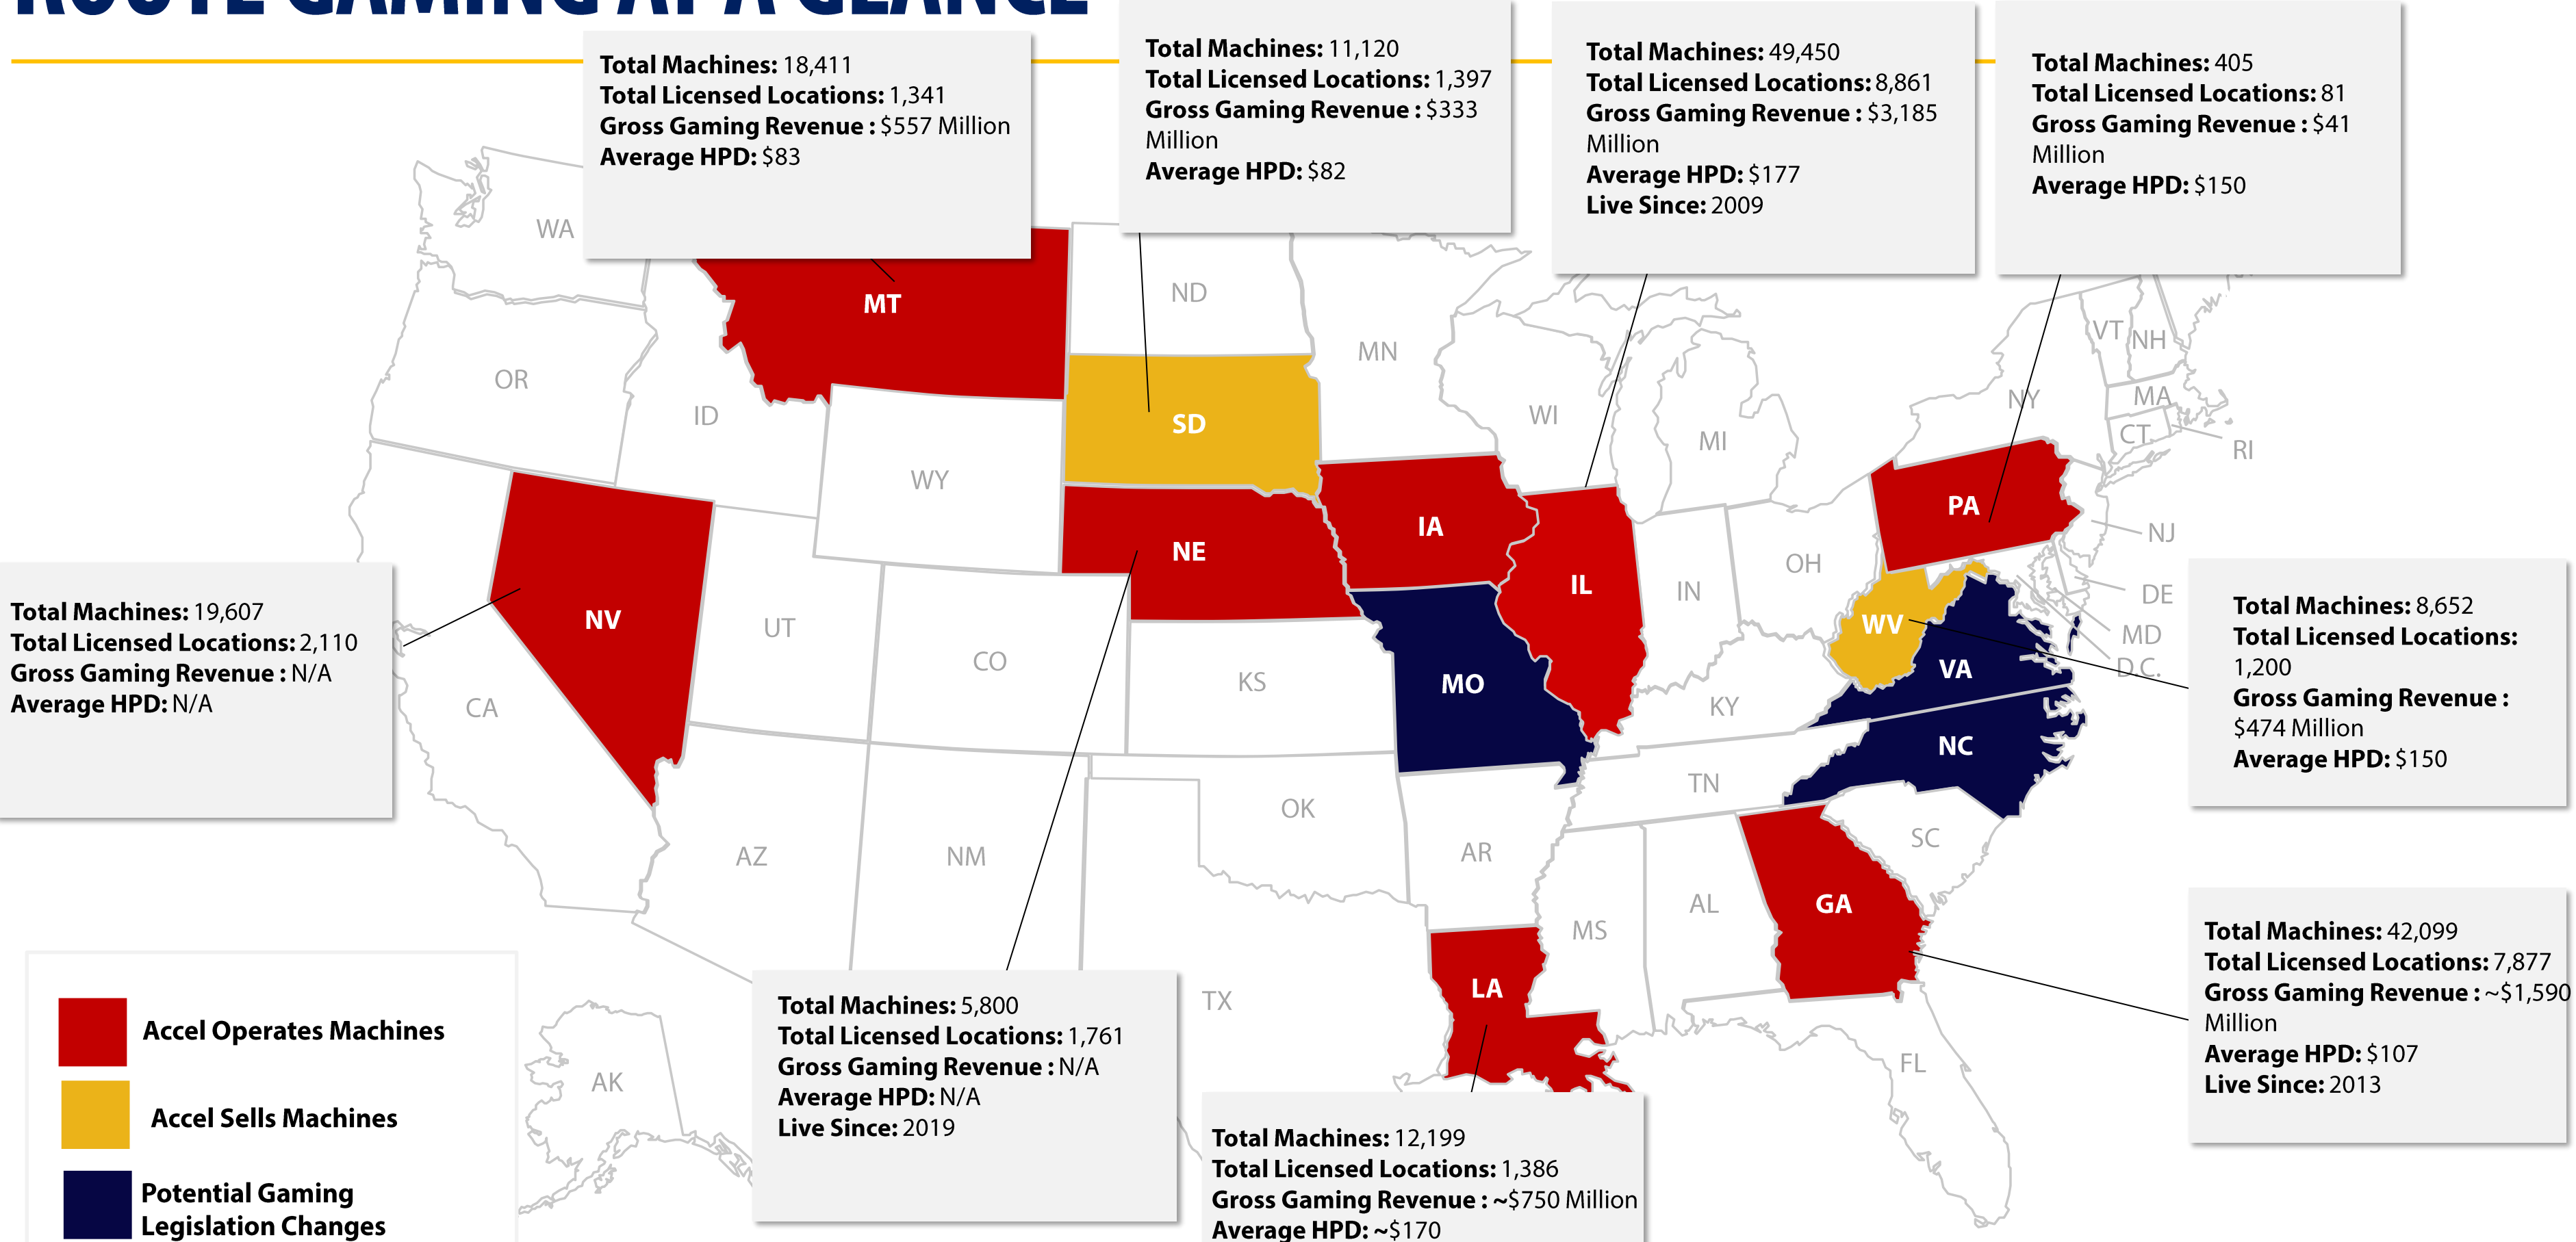 ROUTE GAMING AT A GLANCE
Total Machines: 18,411
Total Licensed Locations: 1,341
Gross Gaming Revenue : $557 Million
Average HPD: $83
Total Machines: 11,120
Total Licensed Locations: 1,397
Gross Gaming Revenue : $333
Million
Average HPD: $82
Total Machines: 49,450
Total Licensed Locations: 8,861
Gross Gaming Revenue : $3,185
Million
Average HPD: $177
Live Since: 2009
Total Machines: 405
Total Licensed Locations: 81
Gross Gaming Revenue : $41
Million
Average HPD: $150
WA
MT
ND
MN
OR
ID
SD
WI
MI
NY
VT
NH
MA
CT
RI
WY
NV
NE
IA
IL
IN
OH
PA
NJ
DE
MD
D.C.
WV
VA
UT
CO
KS
MO
KY
CA
NC
TN
OK
AR
SC
AZ
NM
MS
AL
GA
LA
TX
FL
AK
Total Machines: 19,607
Total Licensed Locations: 2,110
Gross Gaming Revenue : N/A
Average HPD: N/A
Total Machines: 8,652
Total Licensed Locations:
1,200
Gross Gaming Revenue :
$474 Million
Average HPD: $150
Total Machines: 42,099
Total Licensed Locations: 7,877
Gross Gaming Revenue : ~$1,590
Million
Average HPD: $107
Live Since: 2013
Total Machines: 5,800
Total Licensed Locations: 1,761
Gross Gaming Revenue : N/A
Average HPD: N/A
Live Since: 2019
Total Machines: 12,199
Total Licensed Locations: 1,386
Gross Gaming Revenue : ~$750 Million
Average HPD: ~$170
Accel Operates Machines
Accel Sells Machines
Potential Gaming
Legislation Changes